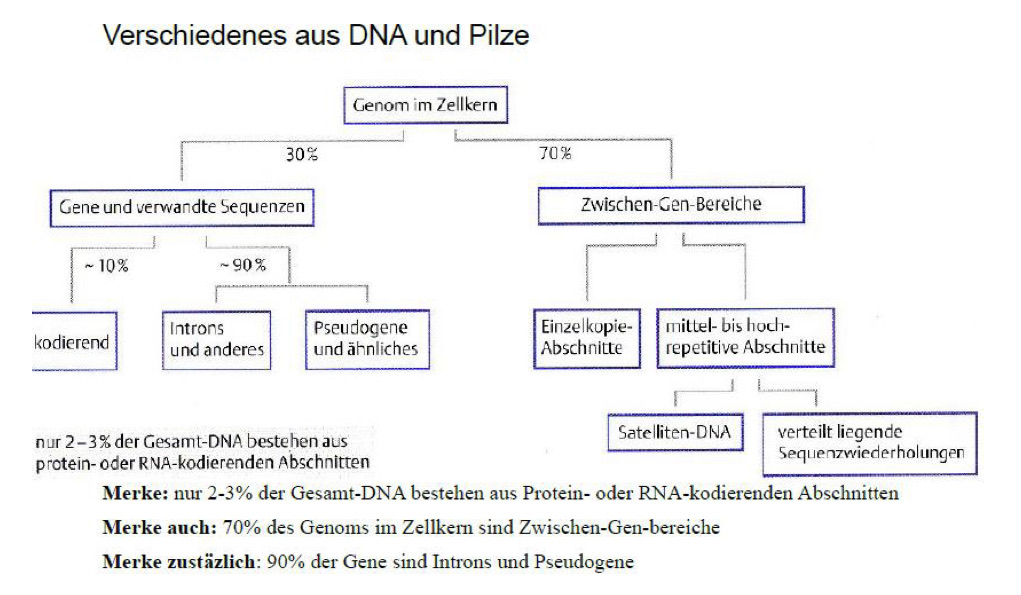 Verschiedenes aus DNA und Pilze
Genom im Zellkern
30%
70%
Gene und verwandte Sequenzen
Zwischen-Gen-Bereiche
~ 10%
~ 90%
kodierend
Introns
und anderes
Pseudogene
und ähnliches
Einzelkopie-
Abschnitte
mittel- bis hoch-
repetitive Abschnitte
Satelliten-DNA
verteilt liegende
Sequenzwiederholungen
nur 2–3% der Gesamt-DNA bestehen aus
protein- oder RNA-kodierenden Abschnitten
Merke: nur 2-3% der Gesamt-DNA bestehen aus Protein- oder RNA-kodierenden Abschnitten
Merke auch: 70% des Genoms im Zellkern sind Zwischen-Gen-bereiche
Merke zustäzlich: 90% der Gene sind Introns und Pseudogene